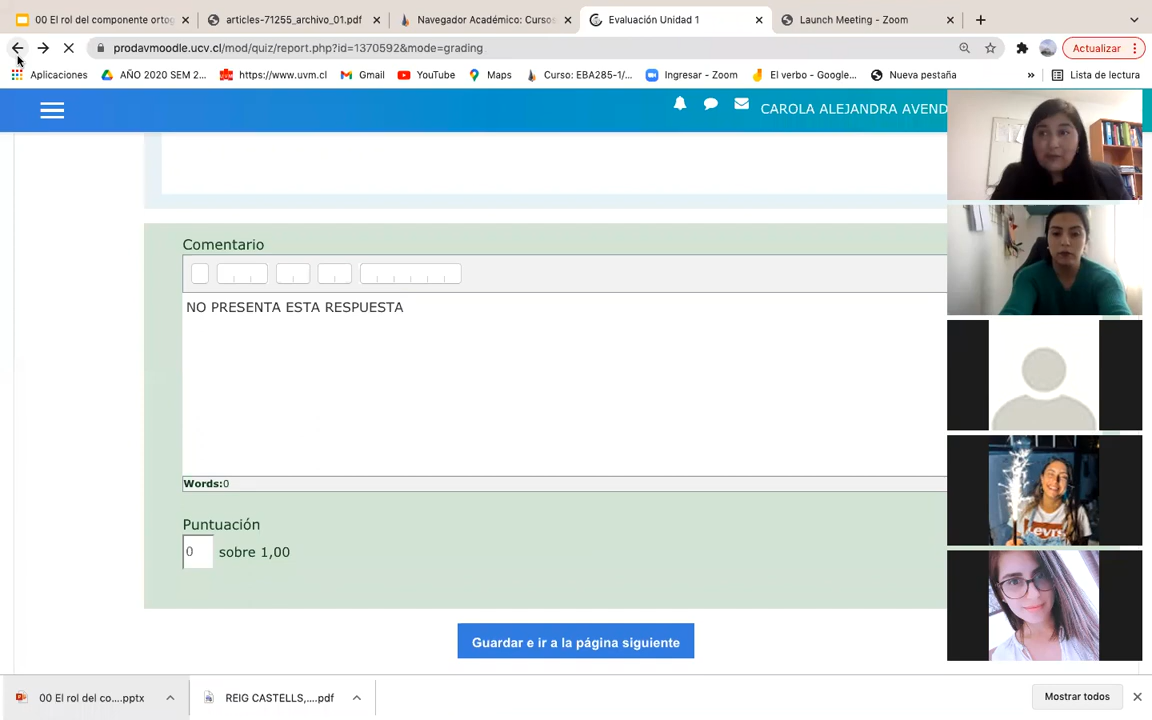 00 El rol del componente ortog
articles-71255_archivo_01.pdf
Navegador Académico: Cursos
Evaluación Unidad 1
Launch Meeting - Zoom
prodavmoodle.ucv.cl/mod/quiz/report.php?id=1370592&mode=grading
Actualizar
Aplicaciones
AÑO 2020 SEM 2...
https://www.uvm.cl
Gmail
YouTube
Maps
Curso: EBA285-1/...
Ingresar - Zoom
El verbo - Google...
Nueva pestaña
»
Lista de lectura
CAROLA ALEJANDRA AVEND
Comentario
NO PRESENTA ESTA RESPUESTA
Words:0
Puntuación
0 sobre 1,00
Guardar e ir a la página siguiente
00 El rol del co....pptx
REIG CASTELLS,....pdf
Mostrar todos